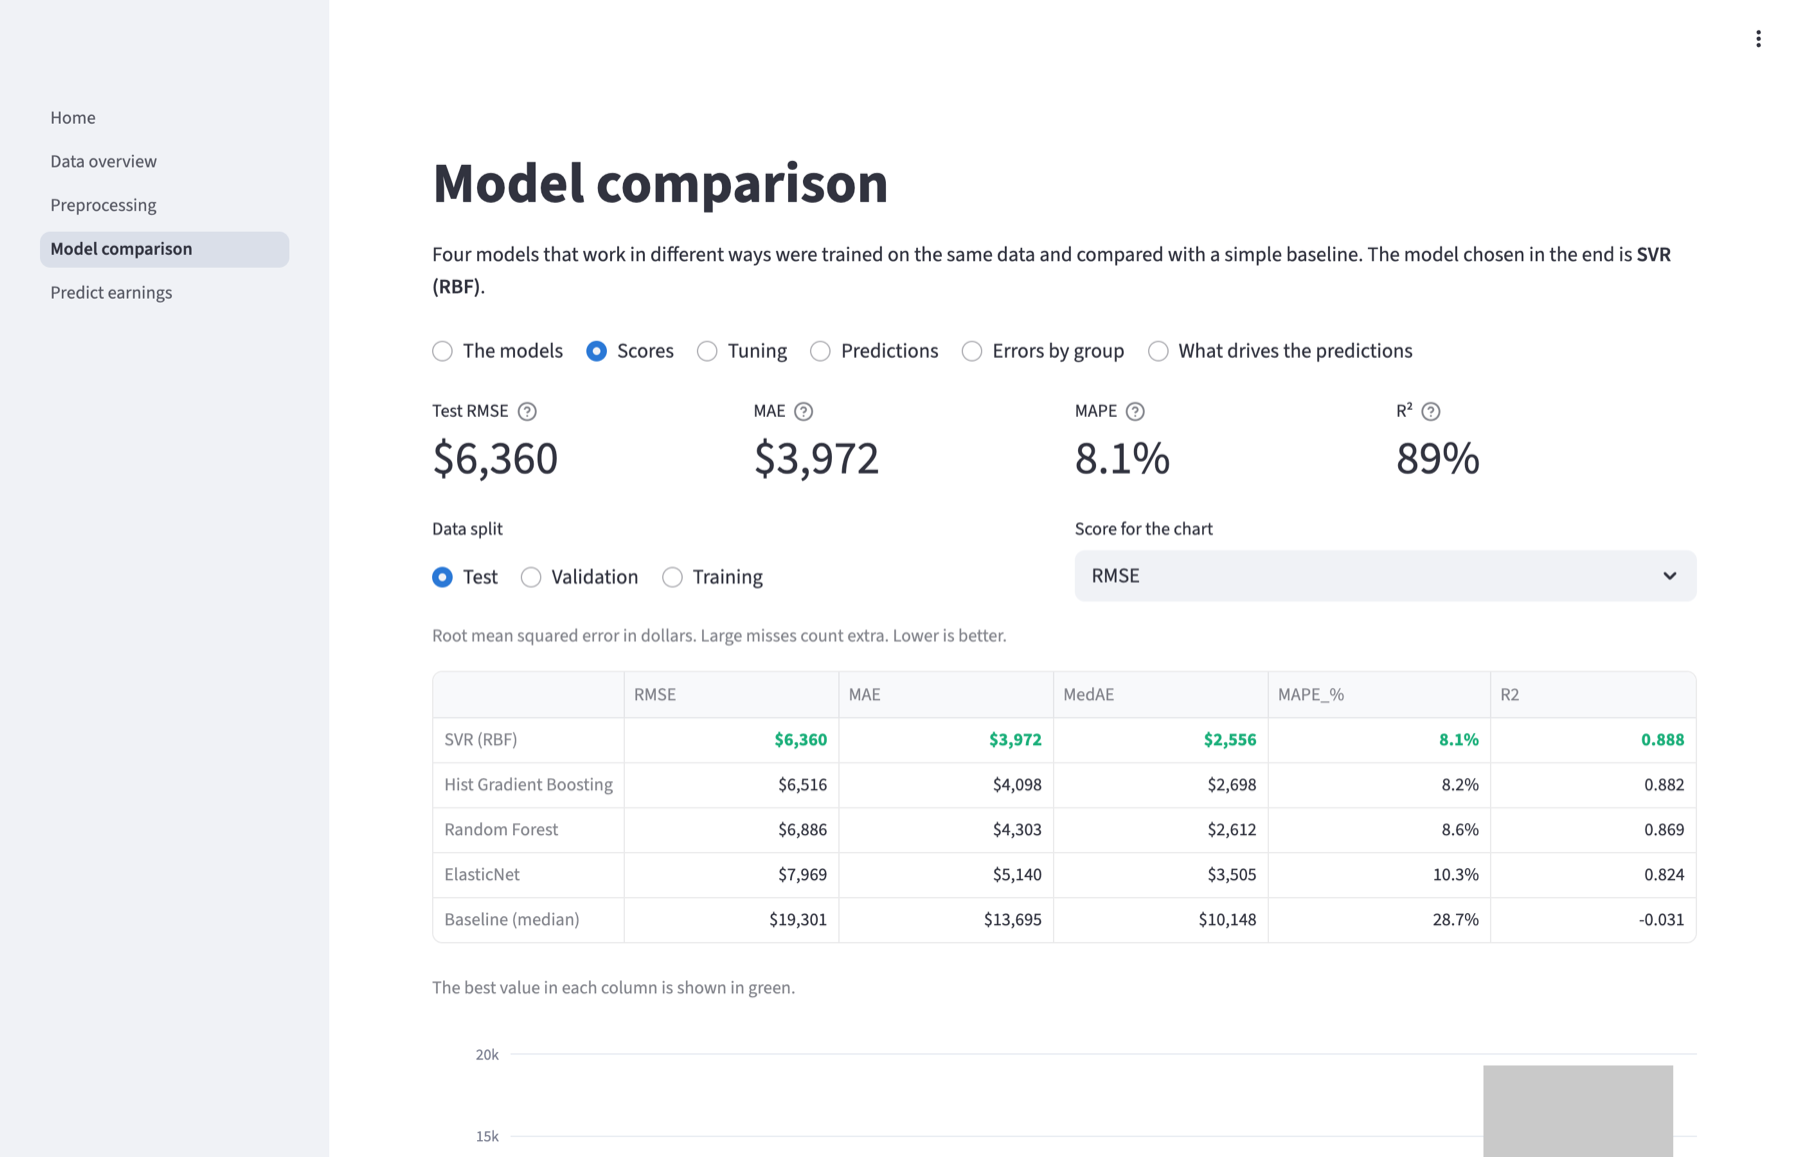 Home
Data overview
Preprocessing
Model comparison
Predict earnings
Model comparison
Four models that work in different ways were trained on the same data and compared with a simple baseline. The model chosen in the end is SVR
(RBF).
The models Scores Tuning Predictions Errors by group What drives the predictions
Test RMSE ? MAE ? MAPE ? R² ?
$6,360 $3,972 8.1% 89%
Data split Score for the chart
Test Validation Training RMSE
Root mean squared error in dollars. Large misses count extra. Lower is better.
RMSE MAE MedAE MAPE_% R2
SVR (RBF) $6,360 $3,972 $2,556 8.1% 0.888
Hist Gradient Boosting $6,516 $4,098 $2,698 8.2% 0.882
Random Forest $6,886 $4,303 $2,612 8.6% 0.869
ElasticNet $7,969 $5,140 $3,505 10.3% 0.824
Baseline (median) $19,301 $13,695 $10,148 28.7% -0.031
The best value in each column is shown in green.
20k
15k